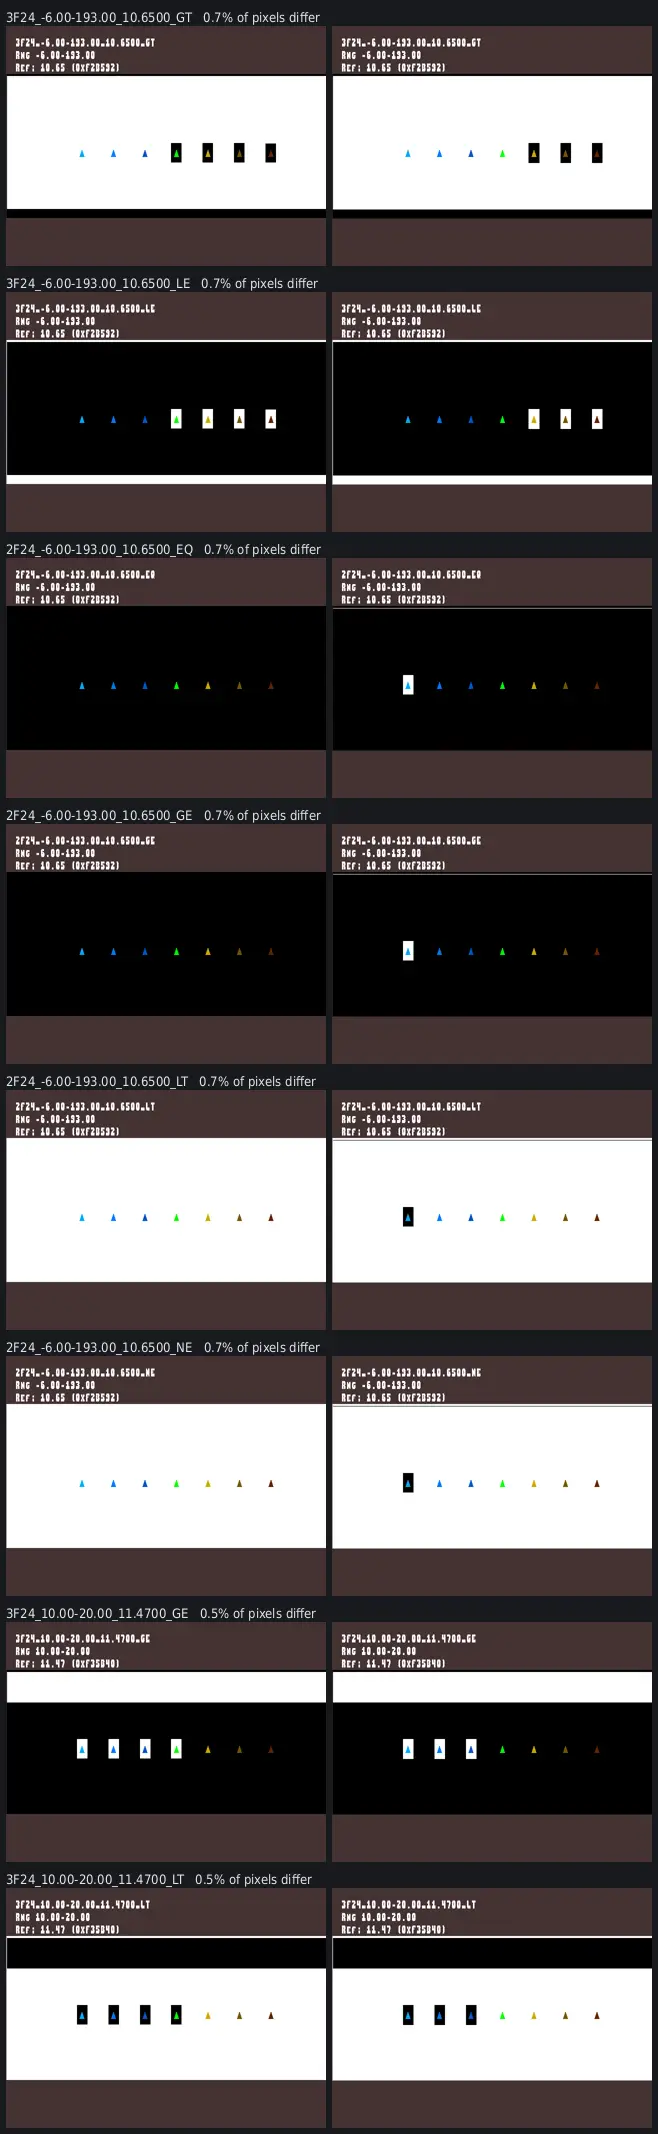 3F24_-6.00-193.00_10.6500_GT 0.7% of pixels differ
3F24_-6.00-193.00_10.6500_GT
Rng -6.00-193.00
Ref: 10.65 (0xf2D592)
3F24_-6.00-193.00_10.6500_GT
Rng -6.00-193.00
Ref: 10.65 (0xf2D592)
3F24_-6.00-193.00_10.6500_LE 0.7% of pixels differ
3F24_-6.00-193.00_10.6500_LE
Rng -6.00-193.00
Ref: 10.65 (0xf2D592)
3F24_-6.00-193.00_10.6500_LE
Rng -6.00-193.00
Ref: 10.65 (0xf2D592)
2F24_-6.00-193.00_10.6500_EQ 0.7% of pixels differ
2F24_-6.00-193.00_10.6500_EQ
Rng -6.00-193.00
Ref: 10.65 (0xf2D592)
2F24_-6.00-193.00_10.6500_EQ
Rng -6.00-193.00
Ref: 10.65 (0xf2D592)
2F24_-6.00-193.00_10.6500_GE 0.7% of pixels differ
2F24_-6.00-193.00_10.6500_GE
Rng -6.00-193.00
Ref: 10.65 (0xf2D592)
2F24_-6.00-193.00_10.6500_GE
Rng -6.00-193.00
Ref: 10.65 (0xf2D592)
2F24_-6.00-193.00_10.6500_LT 0.7% of pixels differ
2F24_-6.00-193.00_10.6500_LT
Rng -6.00-193.00
Ref: 10.65 (0xf2D592)
2F24_-6.00-193.00_10.6500_LT
Rng -6.00-193.00
Ref: 10.65 (0xf2D592)
2F24_-6.00-193.00_10.6500_NE 0.7% of pixels differ
2F24_-6.00-193.00_10.6500_NE
Rng -6.00-193.00
Ref: 10.65 (0xf2D592)
2F24_-6.00-193.00_10.6500_NE
Rng -6.00-193.00
Ref: 10.65 (0xf2D592)
3F24_10.00-20.00_11.4700_GE 0.5% of pixels differ
3F24_10.00-20.00_11.4700_GE
Rng 10.00-20.00
Ref: 11.47 (0xf35D40)
3F24_10.00-20.00_11.4700_GE
Rng 10.00-20.00
Ref: 11.47 (0xf35D40)
3F24_10.00-20.00_11.4700_LT 0.5% of pixels differ
3F24_10.00-20.00_11.4700_LT
Rng 10.00-20.00
Ref: 11.47 (0xf35D40)
3F24_10.00-20.00_11.4700_LT
Rng 10.00-20.00
Ref: 11.47 (0xf35D40)